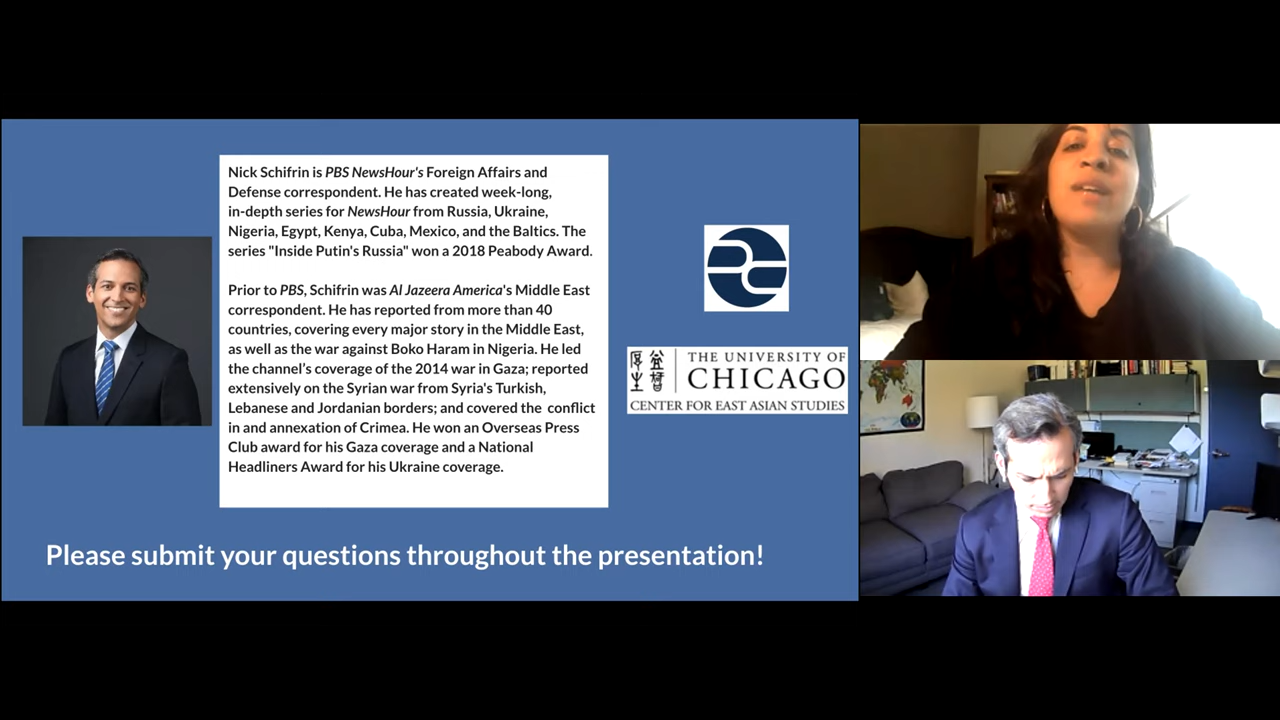 Nick Schifrin is PBS NewsHour's Foreign Affairs and
Defense correspondent. He has created week-long,
in-depth series for NewsHour from Russia, Ukraine,
Nigeria, Egypt, Kenya, Cuba, Mexico, and the Baltics. The
series "Inside Putin's Russia" won a 2018 Peabody Award.
Prior to PBS, Schifrin was Al Jazeera America's Middle East
correspondent. He has reported from more than 40
countries, covering every major story in the Middle East,
as well as the war against Boko Haram in Nigeria. He led
the channel's coverage of the 2014 war in Gaza; reported
extensively on the Syrian war from Syria's Turkish,
Lebanese and Jordanian borders; and covered the conflict
in and annexation of Crimea. He won an Overseas Press
Club award for his Gaza coverage and a National
Headliners Award for his Ukraine coverage.
THE UNIVERSITY OF
CHICAGO
CENTER FOR EAST ASIAN STUDIES
Please submit your questions throughout the presentation!